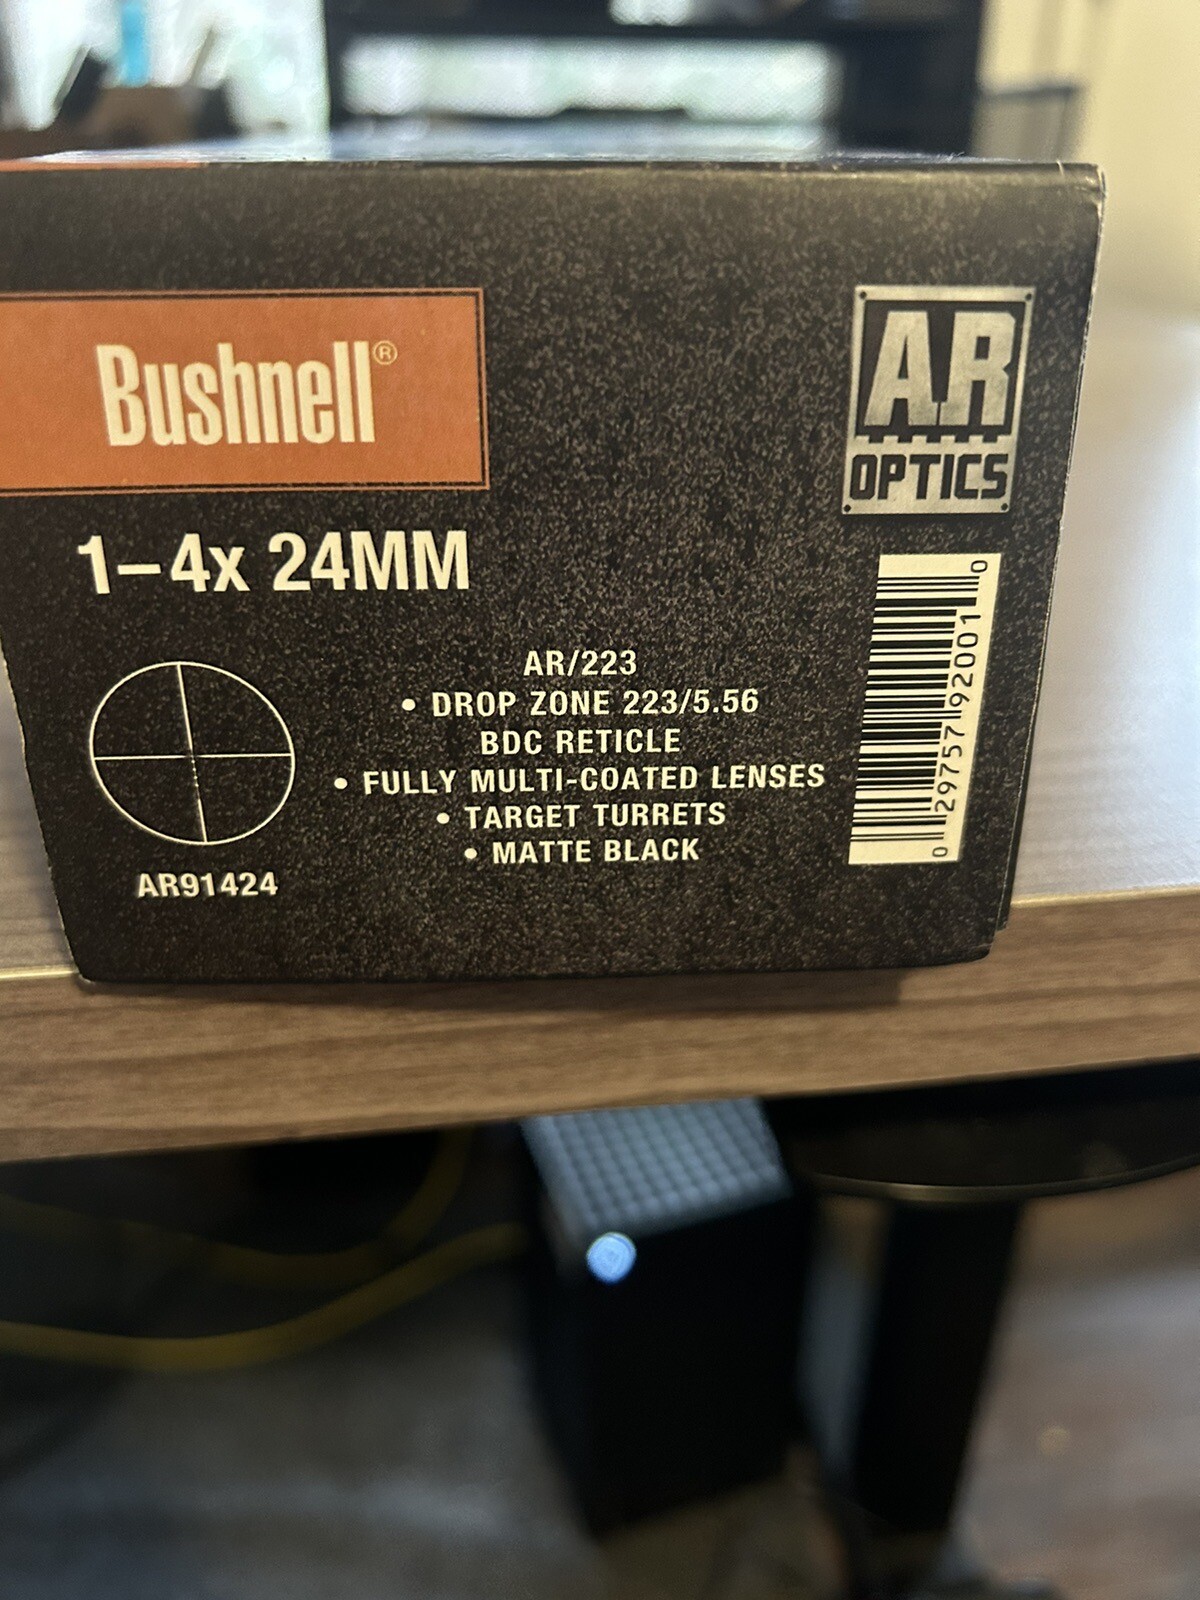 Bushnell®
AR
OPTICS
1–4x 24MM
AR/223
• DROP ZONE 223/5.56
BDC RETICLE
• FULLY MULTI-COATED LENSES
• TARGET TURRETS
• MATTE BLACK
AR91424
0 29757 92001 0